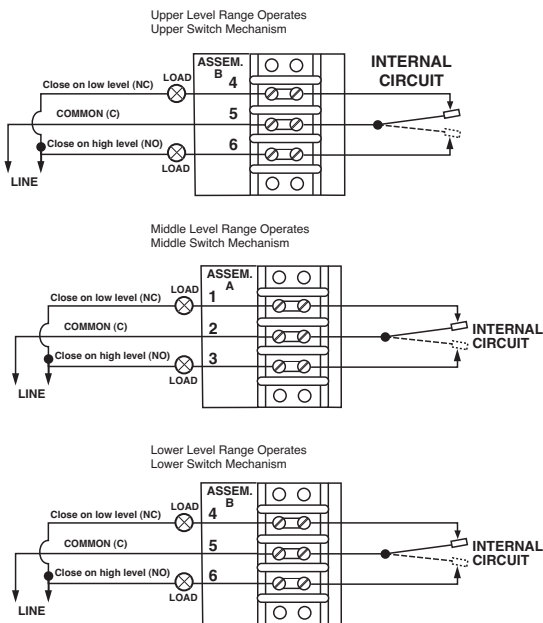 Upper Level Range Operates
Upper Switch Mechanism
ASSEM.
B
INTERNAL
CIRCUIT
Close on low level (NC)
LOAD
4
COMMON (C)
5
Close on high level (NO)
6
LOAD
LINE
Middle Level Range Operates
Middle Switch Mechanism
ASSEM.
A
Close on low level (NC)
LOAD
1
COMMON (C)
2
INTERNAL
CIRCUIT
Close on high level (NO)
3
LOAD
LINE
Lower Level Range Operates
Lower Switch Mechanism
ASSEM.
B
Close on low level (NC)
LOAD
4
COMMON (C)
5
INTERNAL
CIRCUIT
Close on high level (NO)
6
LOAD
LINE